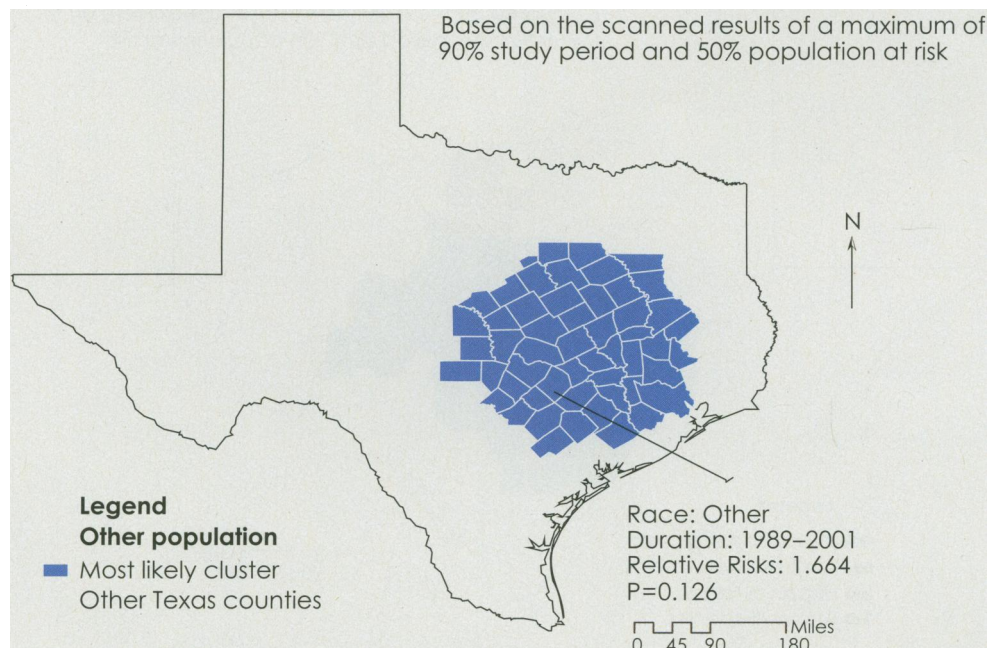 Based on the scanned results of a maximum of
90% study period and 50% population at risk
N
Legend
Other population
Most likely cluster
Other Texas counties
Race: Other
Duration: 1989–2001
Relative Risks: 1.664
P=0.126
Miles
0 45 90 180